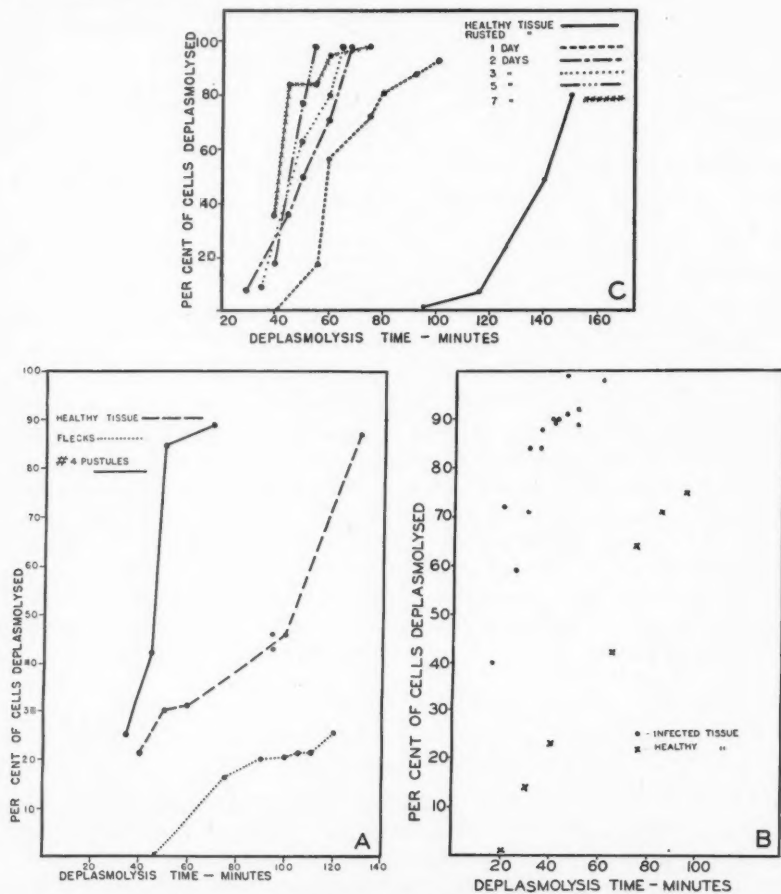 PER CENT OF CELLS DEPLASMOLYSED
100
80
60
40
20
HEALTHY TISSUE
RUSTED "
1 DAY
2 DAYS
3 "
5 "
7 "
C
20 40 60 80 100 120 140 160
DEPLASMOLYSIS TIME – MINUTES
PER CENT OF CELLS DEPLASMOLYSED
100
90
80
70
60
50
40
30
20
10
HEALTHY TISSUE
FLECKS
#4 PUSTULES
A
20 40 60 80 100 120 140
DEPLASMOLYSIS TIME – MINUTES
PER CENT OF CELLS DEPLASMOLYSED
90
80
70
60
50
40
30
20
10
- INFECTED TISSUE
- HEALTHY "
B
20 40 60 80 100
DEPLASMOLYSIS TIME – MINUTES